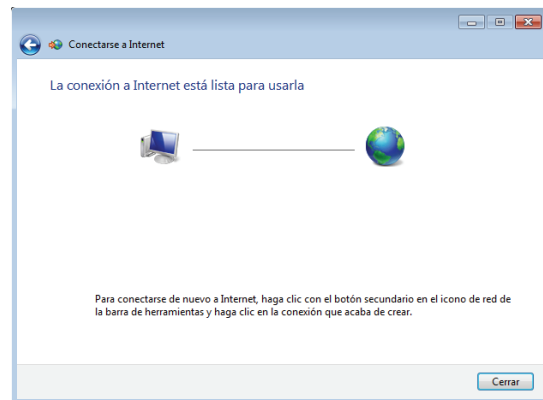 Conectarse a Internet
La conexión a Internet está lista para usarla
Para conectarse de nuevo a Internet, haga clic con el botón secundario en el icono de red de
la barra de herramientas y haga clic en la conexión que acaba de crear.
Cerrar